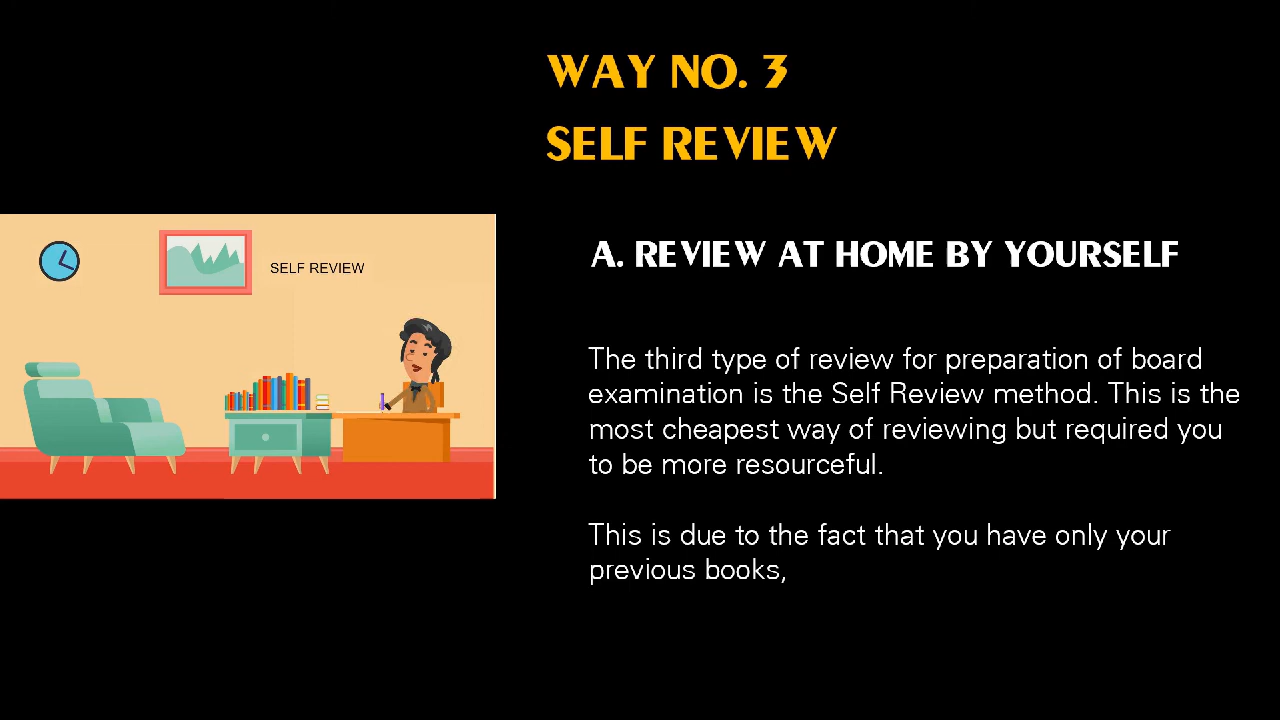 WAY NO. 3
SELF REVIEW
SELF REVIEW
A. REVIEW AT HOME BY YOURSELF
The third type of review for preparation of board
examination is the Self Review method. This is the
most cheapest way of reviewing but required you
to be more resourceful.
This is due to the fact that you have only your
previous books,